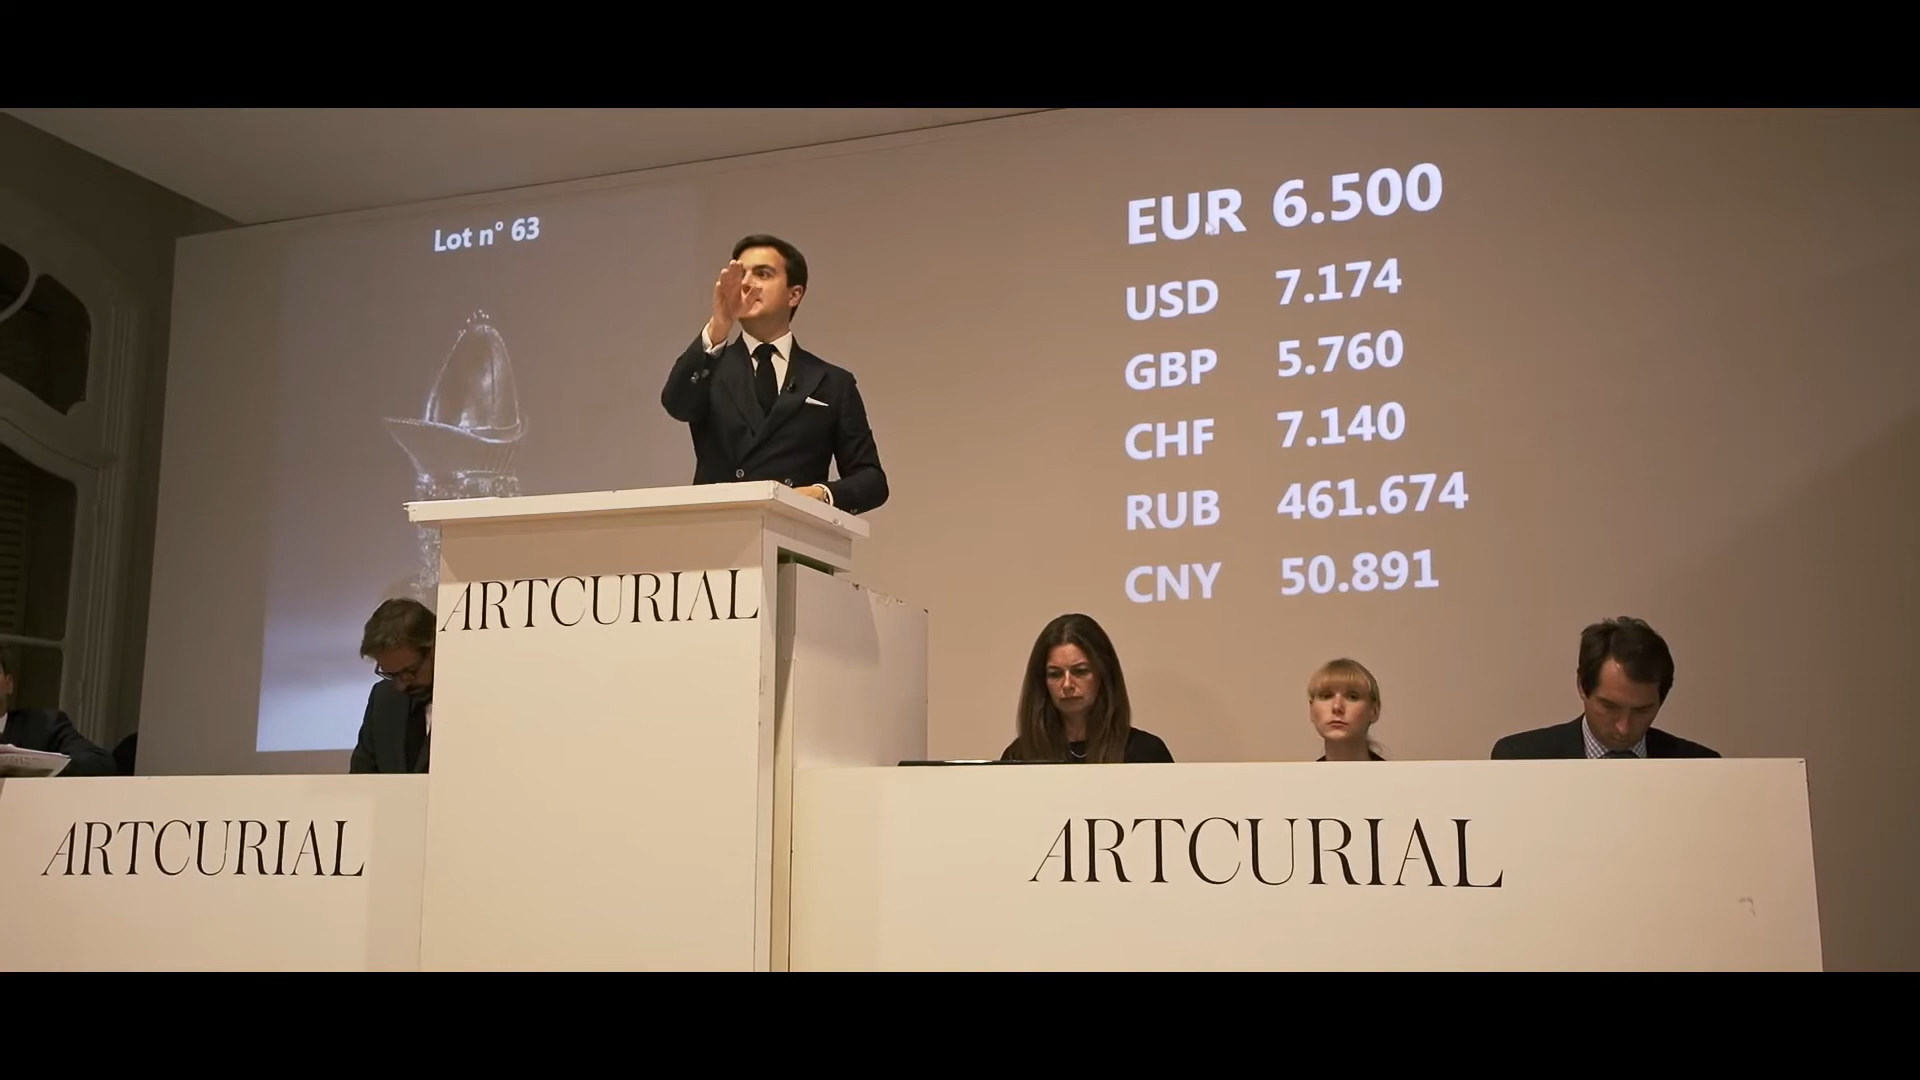 Lot n° 63
EUR 6.500
USD 7.174
GBP 5.760
CHF 7.140
RUB 461.674
CNY 50.891
ARTCURIAL
ARTCURIAL
ARTCURIAL